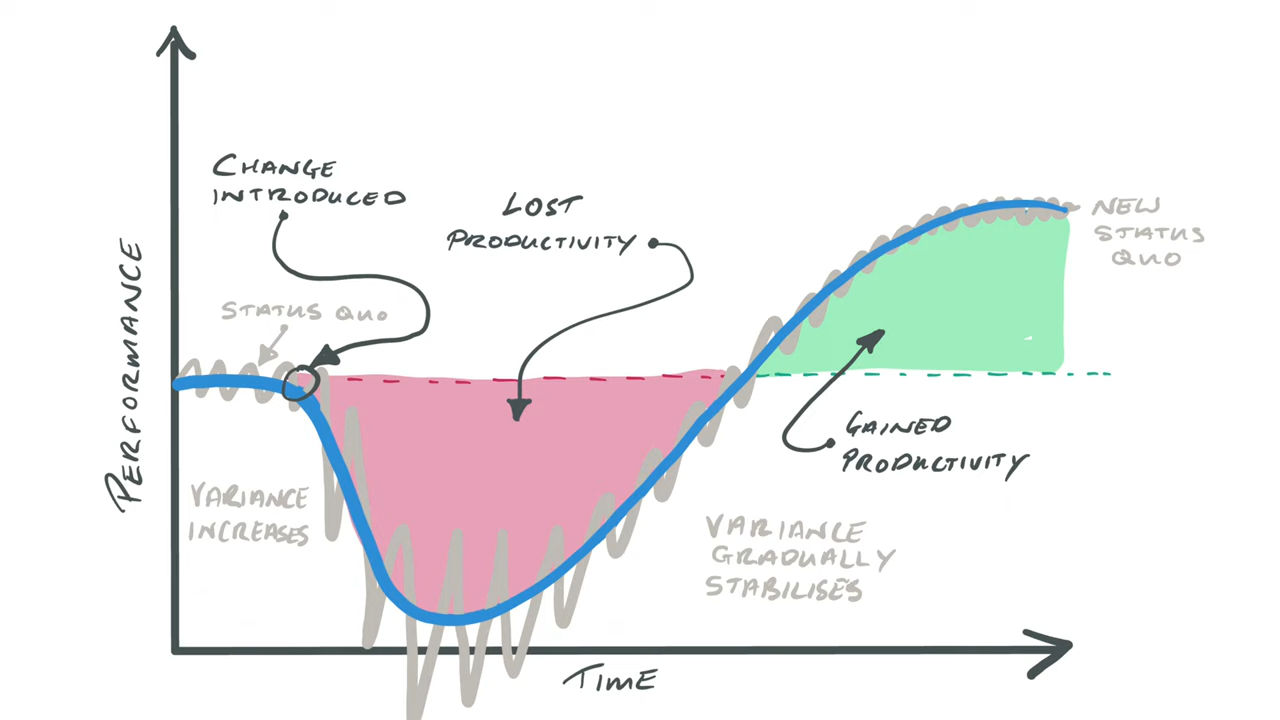 CHANGE
INTRODUCED
LOST
PRODUCTIVITY
NEW
STATUS
QUO
STATUS QUO
PERFORMANCE
GAINED
PRODUCTIVITY
VARIANCE
INCREASES
VARIANCE
GRADUALLY
STABILISES
TIME